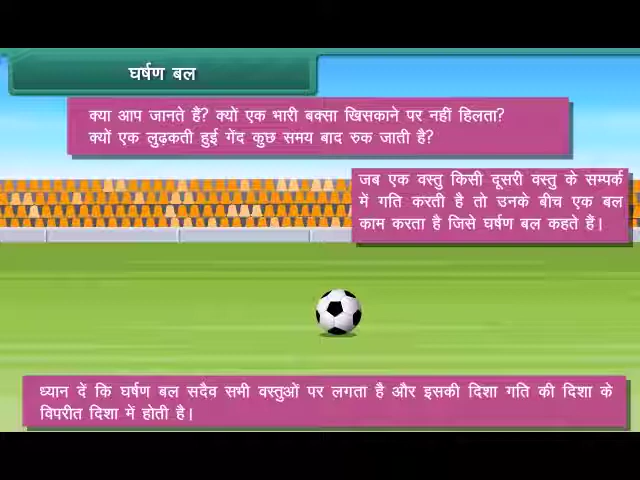 घर्षण बल
क्या आप जानते हैं? क्यों एक भारी बक्सा खिसकाने पर नहीं हिलता?
क्यों एक लुढ़कती हुई गेंद कुछ समय बाद रुक जाती है?
जब एक वस्तु किसी दूसरी वस्तु के सम्पर्क
में गति करती है तो उनके बीच एक बल
काम करता है जिसे घर्षण बल कहते हैं।
ध्यान दें कि घर्षण बल सदैव सभी वस्तुओं पर लगता है और इसकी दिशा गति की दिशा के
विपरीत दिशा में होती है।